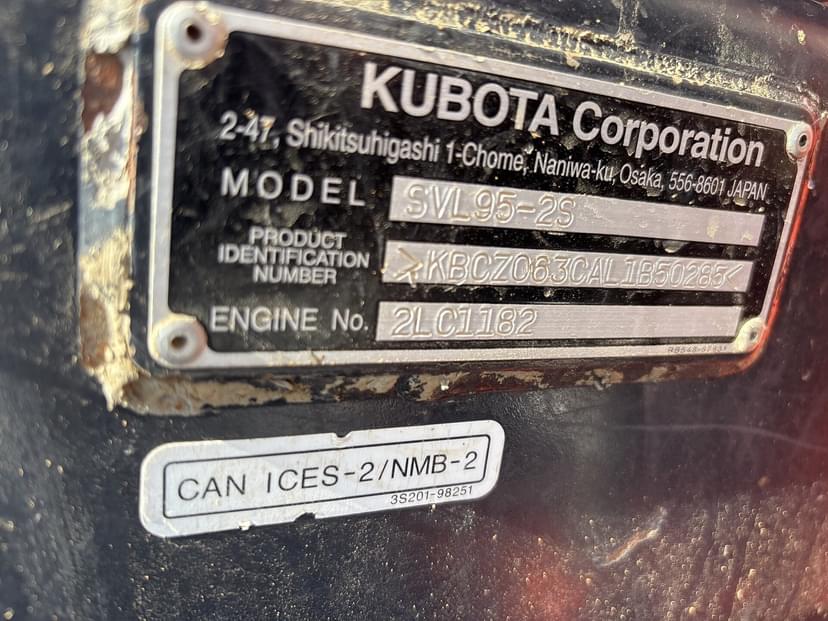 KUBOTA Corporation
2-47, Shikitsuhigashi 1-Chome, Naniwa-ku, Osaka, 556-8601 JAPAN
MODEL SVL95-2S
PRODUCT IDENTIFICATION NUMBER >KBCZ063CAL1B50285<
ENGINE No. 2LC1182
CAN ICES-2/NMB-2
3S201-98251